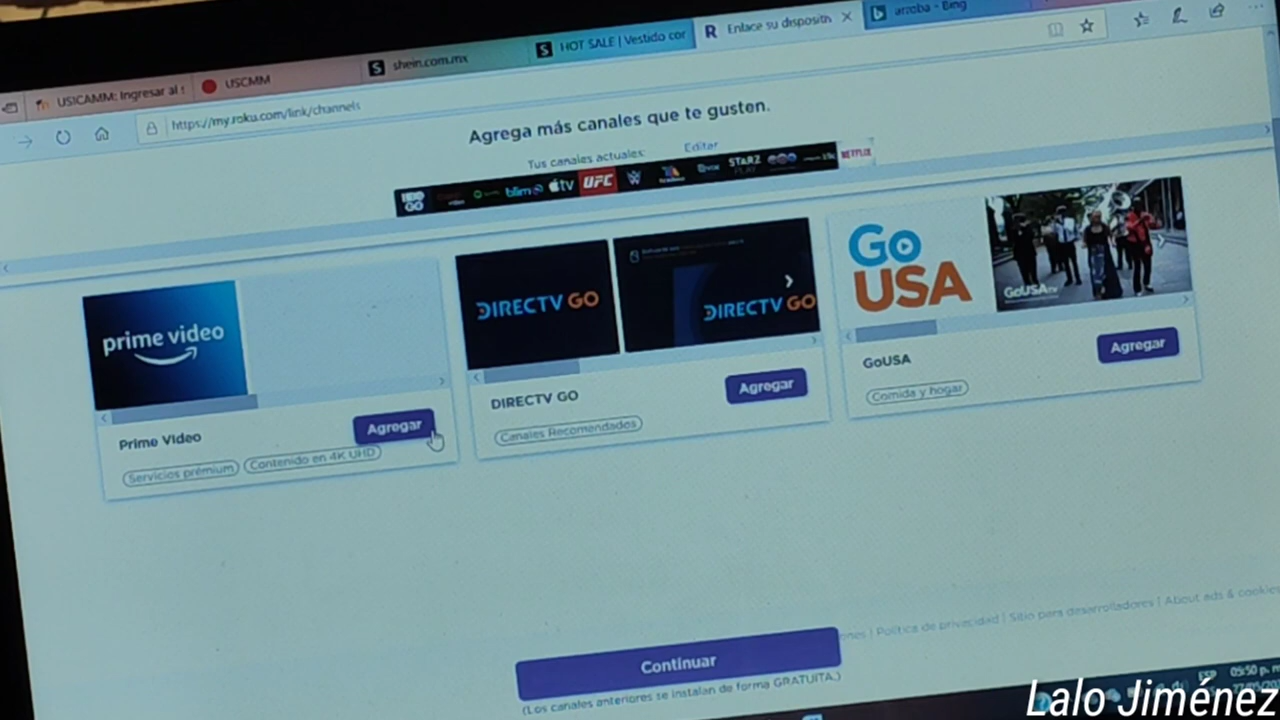 USICAMM: Ingresar al s
USCMM
shein.com.mx
HOT SALE | Vestido cor
Enlace su dispositiv
arroba - Bing
https://my.roku.com/link/channels
Agrega más canales que te gusten.
Tus canales actuales: Editar
HBO GO
blim
tv
UFC
STARZ PLAY
NETFLIX
prime video
DIRECTV GO
DIRECTV GO
Go USA
GoUSAtv
Prime Video
Agregar
Servicios prémium
Contenido en 4K UHD
DIRECTV GO
Agregar
Canales Recomendados
GoUSA
Agregar
Comida y hogar
| Política de privacidad | Sitio para desarrolladores | About ads & cookies
Continuar
(Los canales anteriores se instalan de forma GRATUITA.)
ESP
05:50 p. m.
Lalo Jiménez